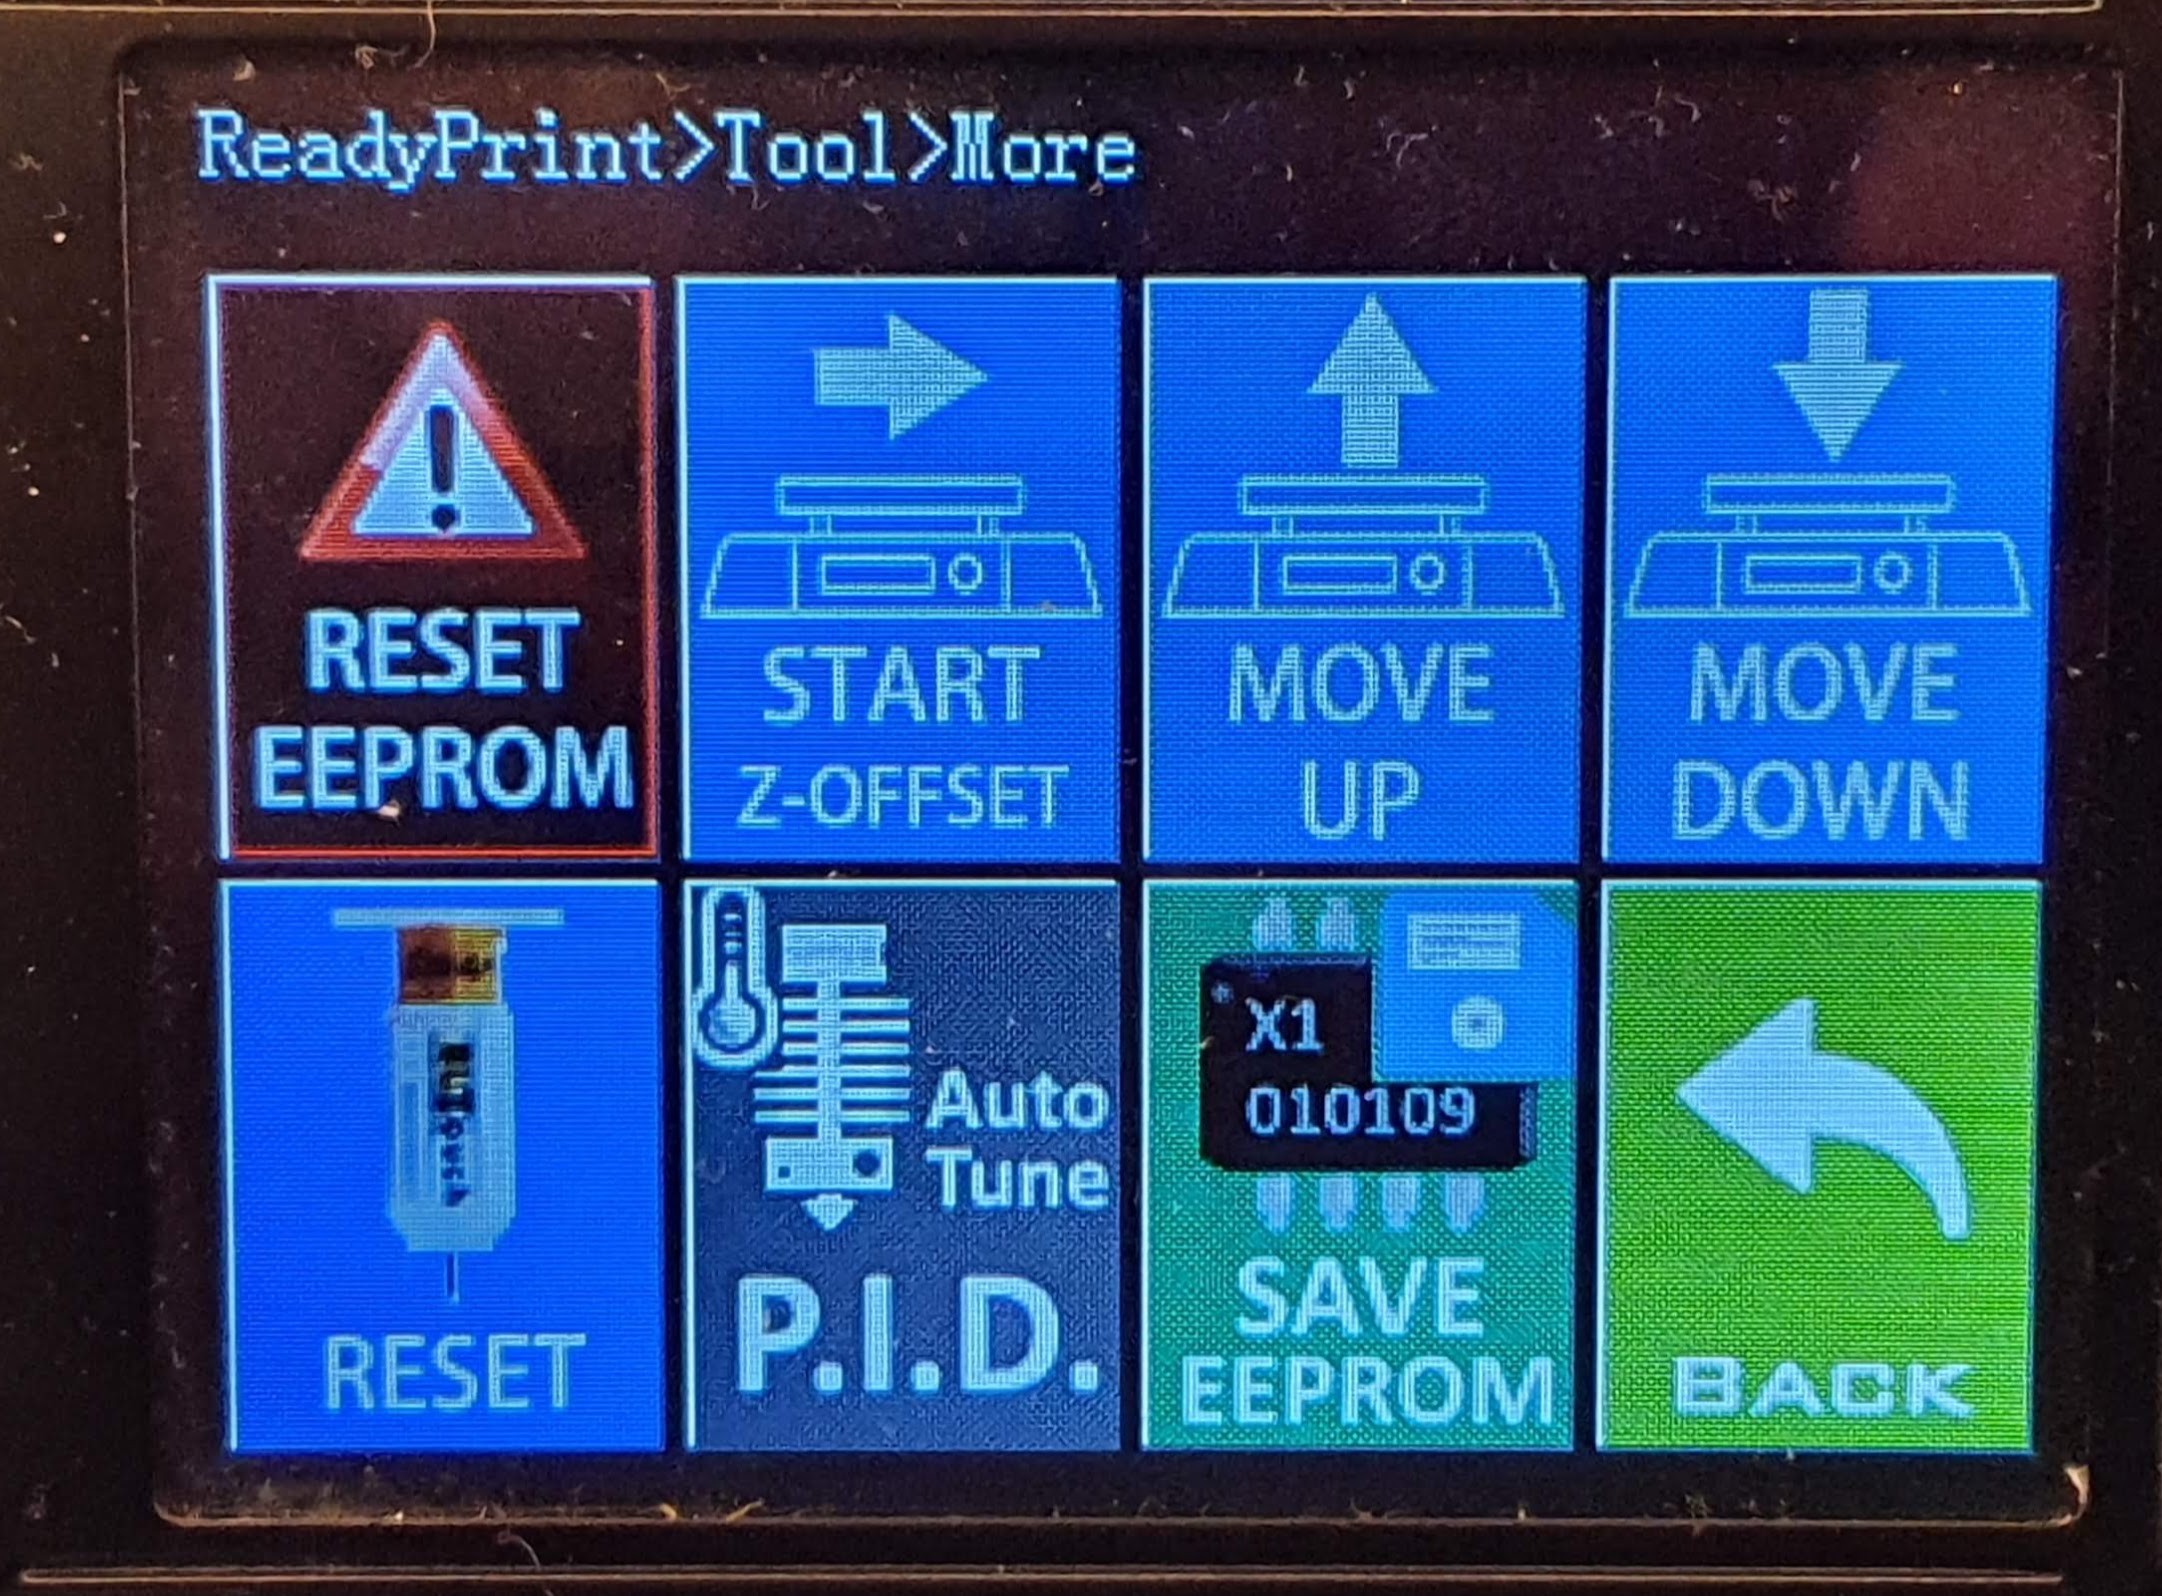 ReadyPrint>Tool>More
RESET
EEPROM
START
Z-OFFSET
MOVE
UP
MOVE
DOWN
RESET
Auto
Tune
P.I.D.
X1
010109
SAVE
EEPROM
BACK